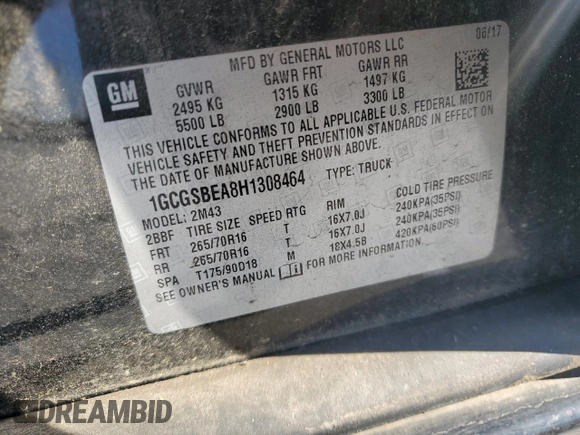 06/17
MFD BY GENERAL MOTORS LLC
GM
GVWR GAWR FRT GAWR RR
2495 KG 1315 KG 1497 KG
5500 LB 2900 LB 3300 LB
THIS VEHICLE CONFORMS TO ALL APPLICABLE U.S. FEDERAL MOTOR
VEHICLE SAFETY AND THEFT PREVENTION STANDARDS IN EFFECT ON
THE DATE OF MANUFACTURE SHOWN ABOVE.
1GCGSBEA8H1308464 TYPE: TRUCK
MODEL: 2M43
2BBF TIRE SIZE SPEED RTG RIM COLD TIRE PRESSURE
FRT 265/70R16 T 16X7.0J 240KPA(35PSI)
RR 265/70R16 T 16X7.0J 240KPA(35PSI)
SPA T175/90D18 M 18X4.5B 420KPA(60PSI)
SEE OWNER'S MANUAL FOR MORE INFORMATION
DREAMBID